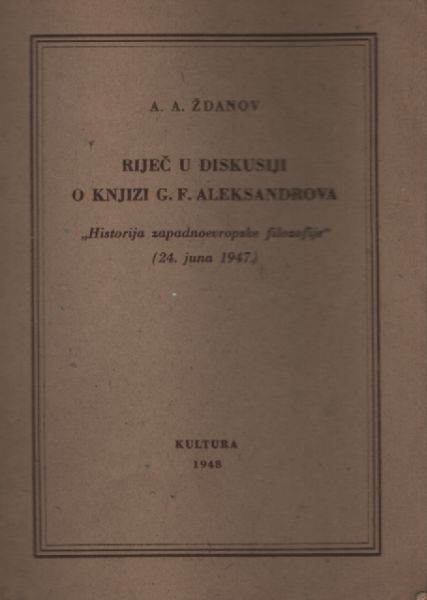 A. A. ŽDANOV
RIJEČ U DISKUSIJI
O KNJIZI G. F. ALEKSANDROVA
„Historija zapadnoevropske filozofije“
(24. juna 1947.)
KULTURA
1948